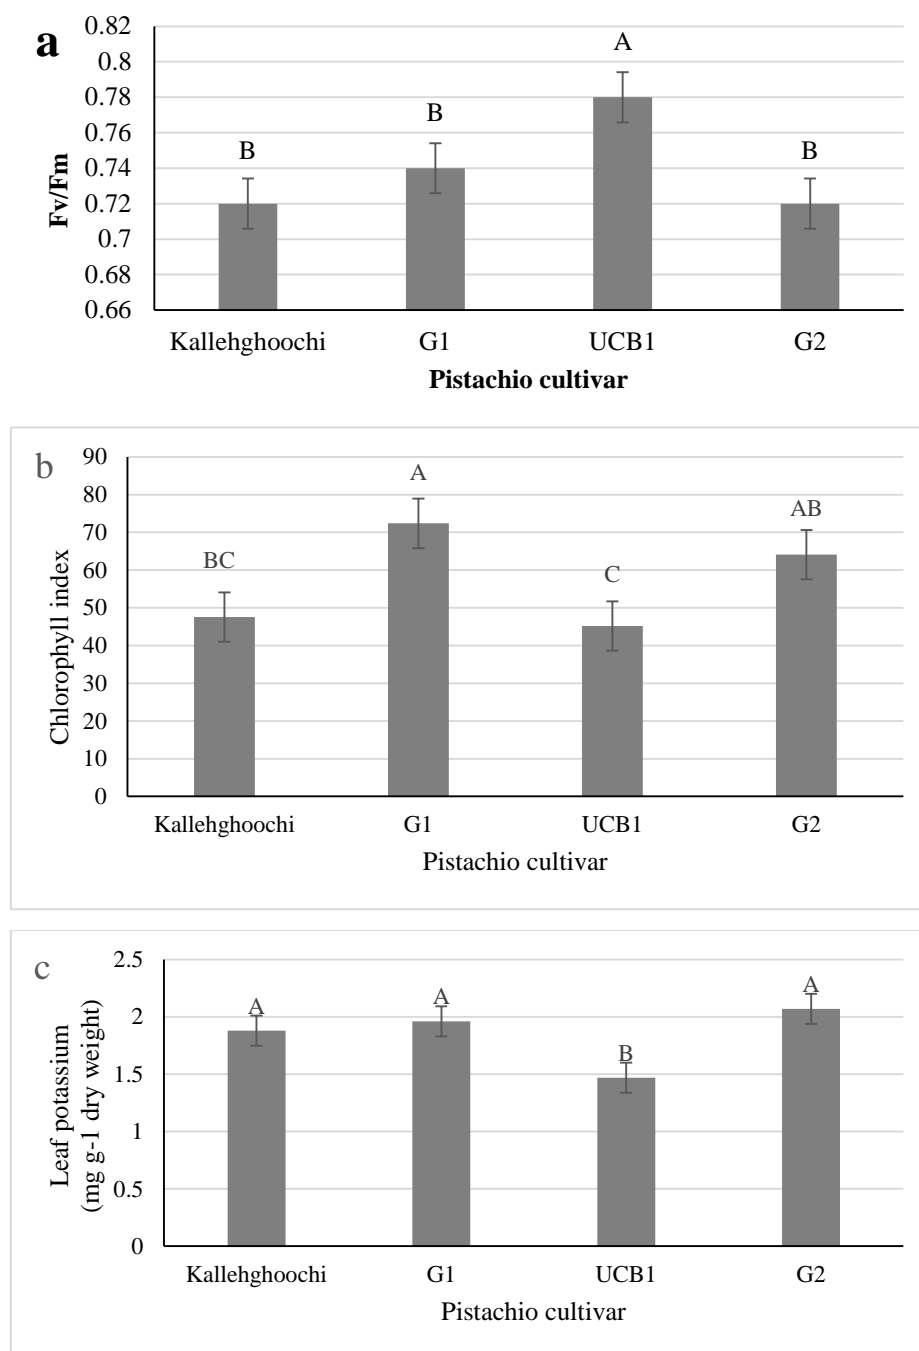 a
Fv/Fm
0.82
0.8
0.78
0.76
0.74
0.72
0.7
0.68
0.66
B
B
A
B
Kallehghoochi G1 UCB1 G2
Pistachio cultivar
b
Chlorophyll index
90
80
70
60
50
40
30
20
10
0
BC
A
C
AB
Kallehghoochi G1 UCB1 G2
Pistachio cultivar
c
Leaf potassium
(mg g-1 dry weight)
2.5
2
1.5
1
0.5
0
A
A
B
A
Kallehghoochi G1 UCB1 G2
Pistachio cultivar